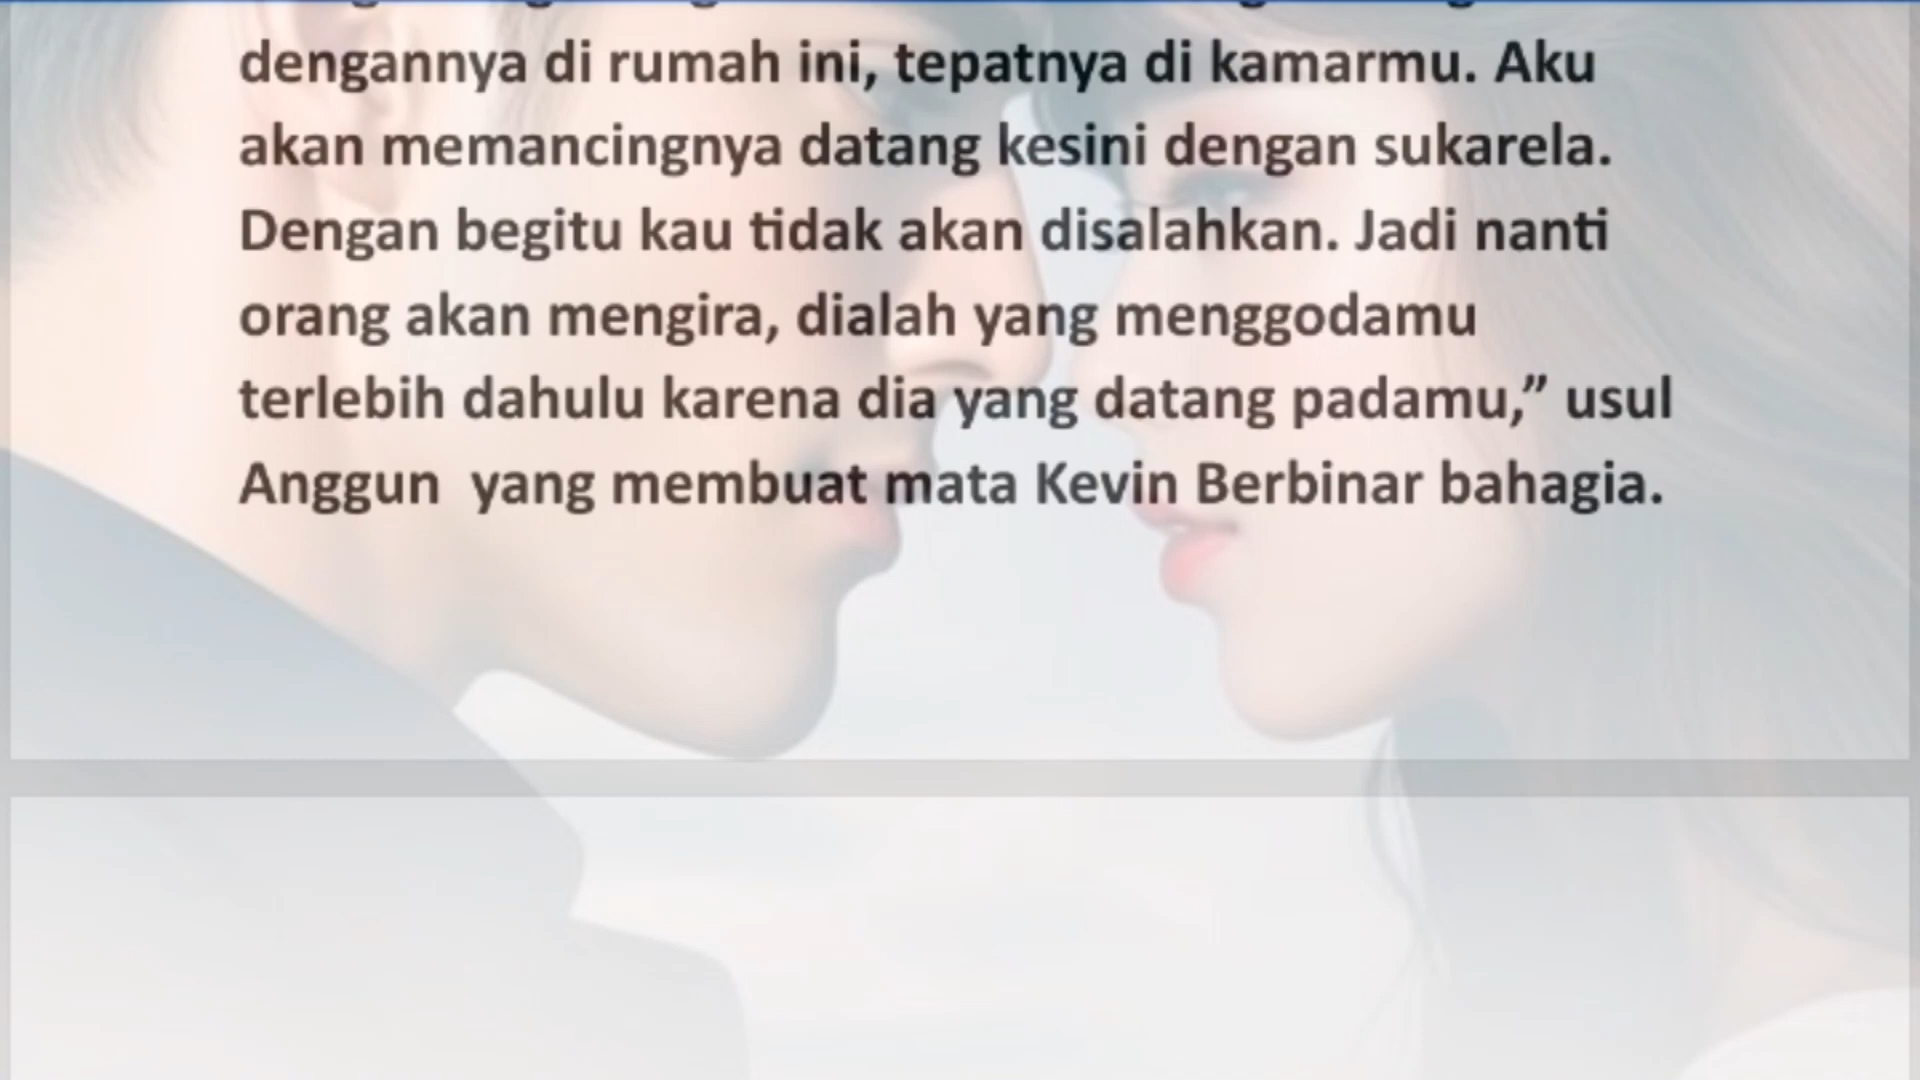 dengannya di rumah ini, tepatnya di kamarmu. Aku
akan memancingnya datang kesini dengan sukarela.
Dengan begitu kau tidak akan disalahkan. Jadi nanti
orang akan mengira, dialah yang menggodamu
terlebih dahulu karena dia yang datang padamu,” usul
Anggun  yang membuat mata Kevin Berbinar bahagia.